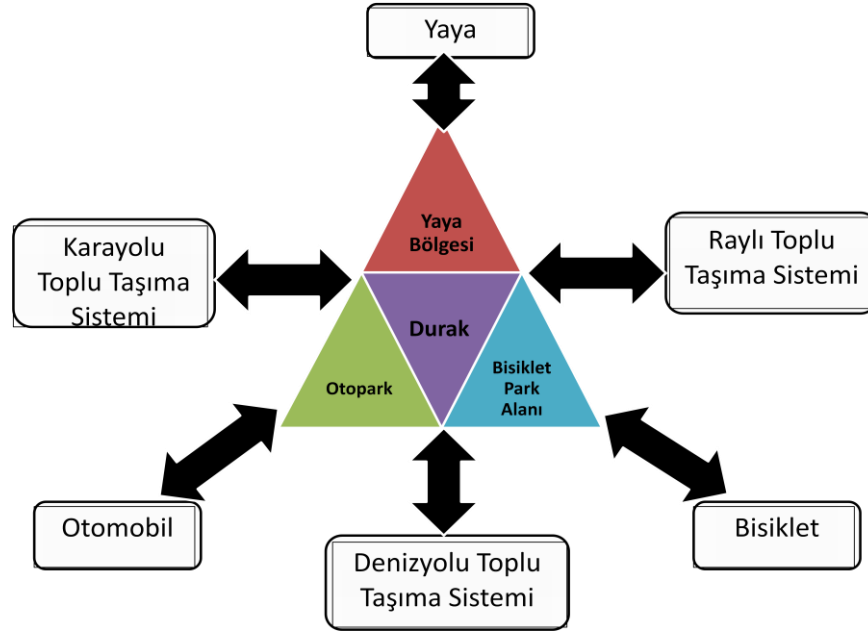 Yaya
Yaya
Bölgesi
Karayolu
Toplu Taşıma
Sistemi
Raylı Toplu
Taşıma Sistemi
Durak
Otopark
Bisiklet
Park
Alanı
Otomobil
Denizyolu Toplu
Taşıma Sistemi
Bisiklet